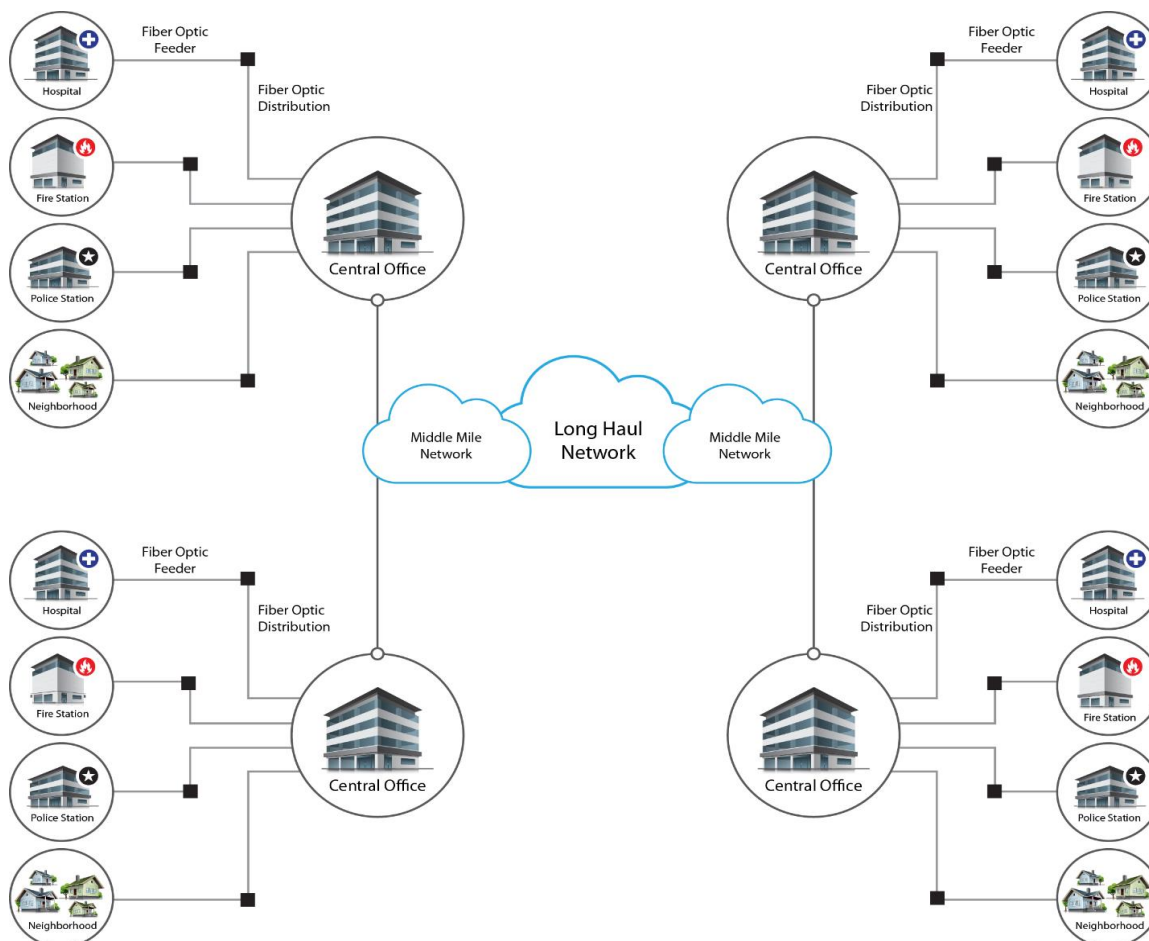 Fiber Optic
Feeder
Hospital
Fiber Optic
Distribution
Fire Station
Police Station
Neighborhood
Central Office
Fiber Optic
Feeder
Hospital
Fiber Optic
Distribution
Fire Station
Police Station
Neighborhood
Central Office
Middle Mile
Network
Long Haul
Network
Middle Mile
Network
Fiber Optic
Feeder
Hospital
Fiber Optic
Distribution
Fire Station
Police Station
Neighborhood
Central Office
Fiber Optic
Feeder
Hospital
Fiber Optic
Distribution
Fire Station
Police Station
Neighborhood
Central Office